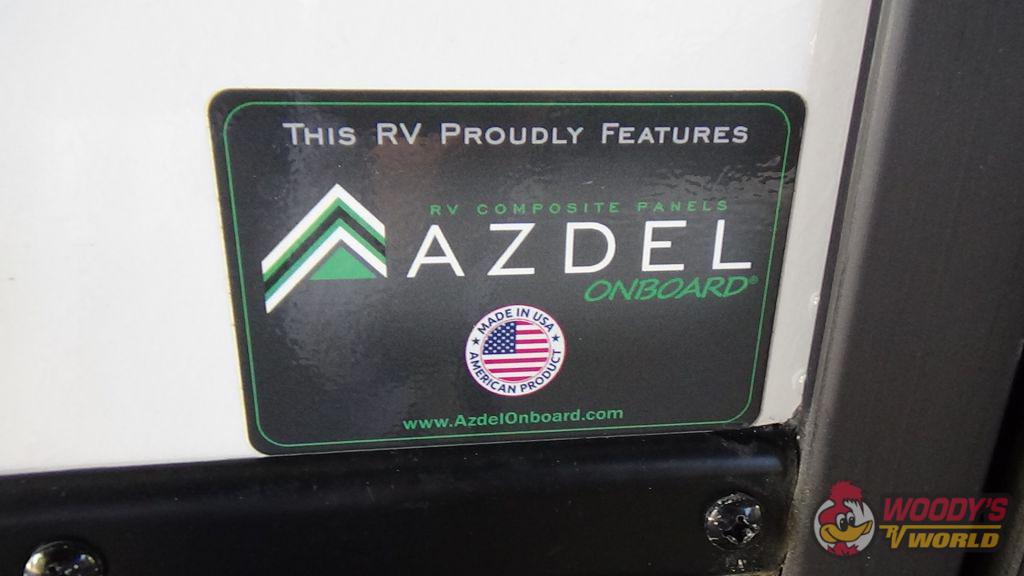 This RV Proudly Features
RV COMPOSITE PANELS
AZDEL
ONBOARD®
MADE IN USA
AMERICAN PRODUCT
www.AzdelOnboard.com
WOODY'S
RV WORLD